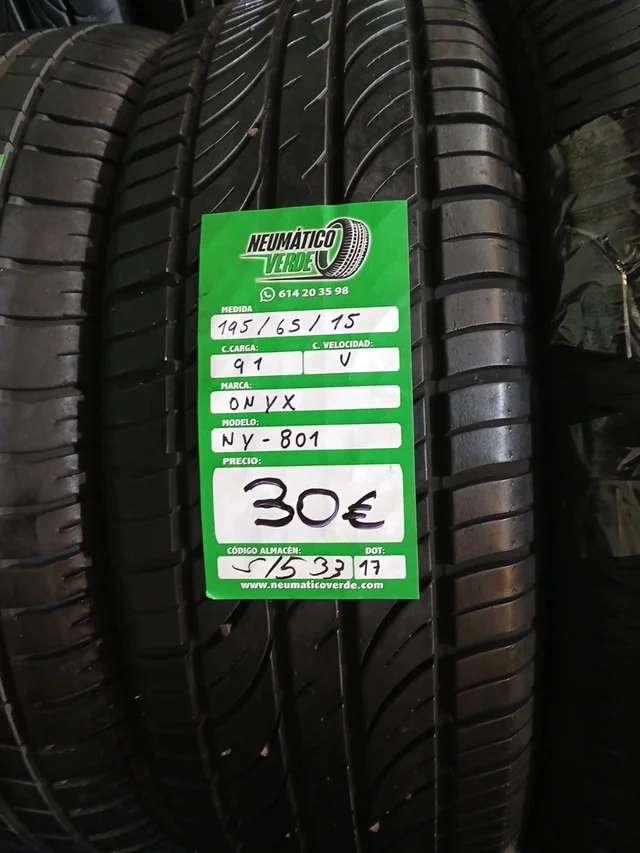 NEUMÁTICO
VERDE
614 20 35 98
MEDIDA
195/65/15
C.CARGA: C. VELOCIDAD:
91 V
MARCA:
ONYX
MODELO:
NY-801
PRECIO:
30€
CÓDIGO ALMACÉN: DOT:
S/533 17
www.neumaticoverde.com